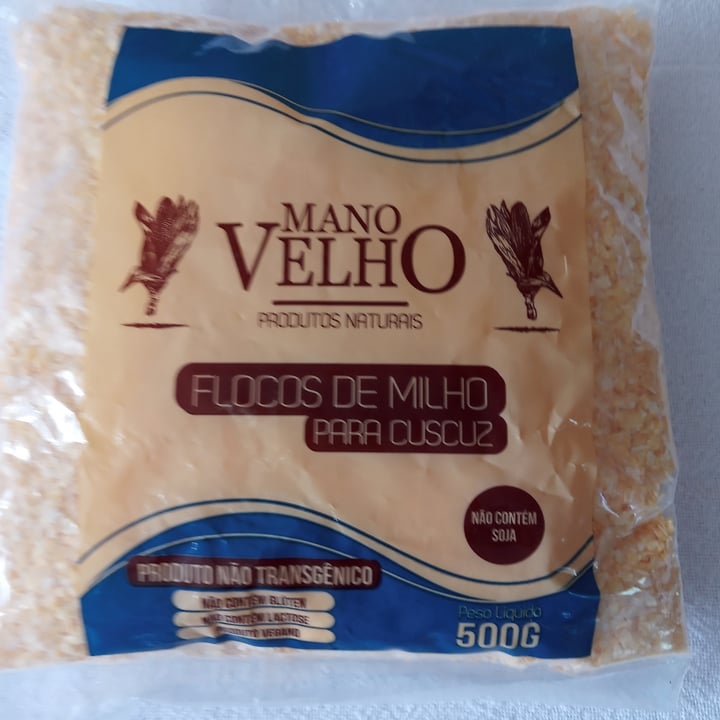 MANO
VELHO
PRODUTOS NATURAIS
FLOCOS DE MILHO
PARA CUSCUZ
NÃO CONTÉM
SOJA
PRODUTO NÃO TRANSGÊNICO
NÃO CONTÉM GLÚTEN
NÃO CONTÉM LACTOSE
PRODUTO VEGANO
Peso Líquido
500G